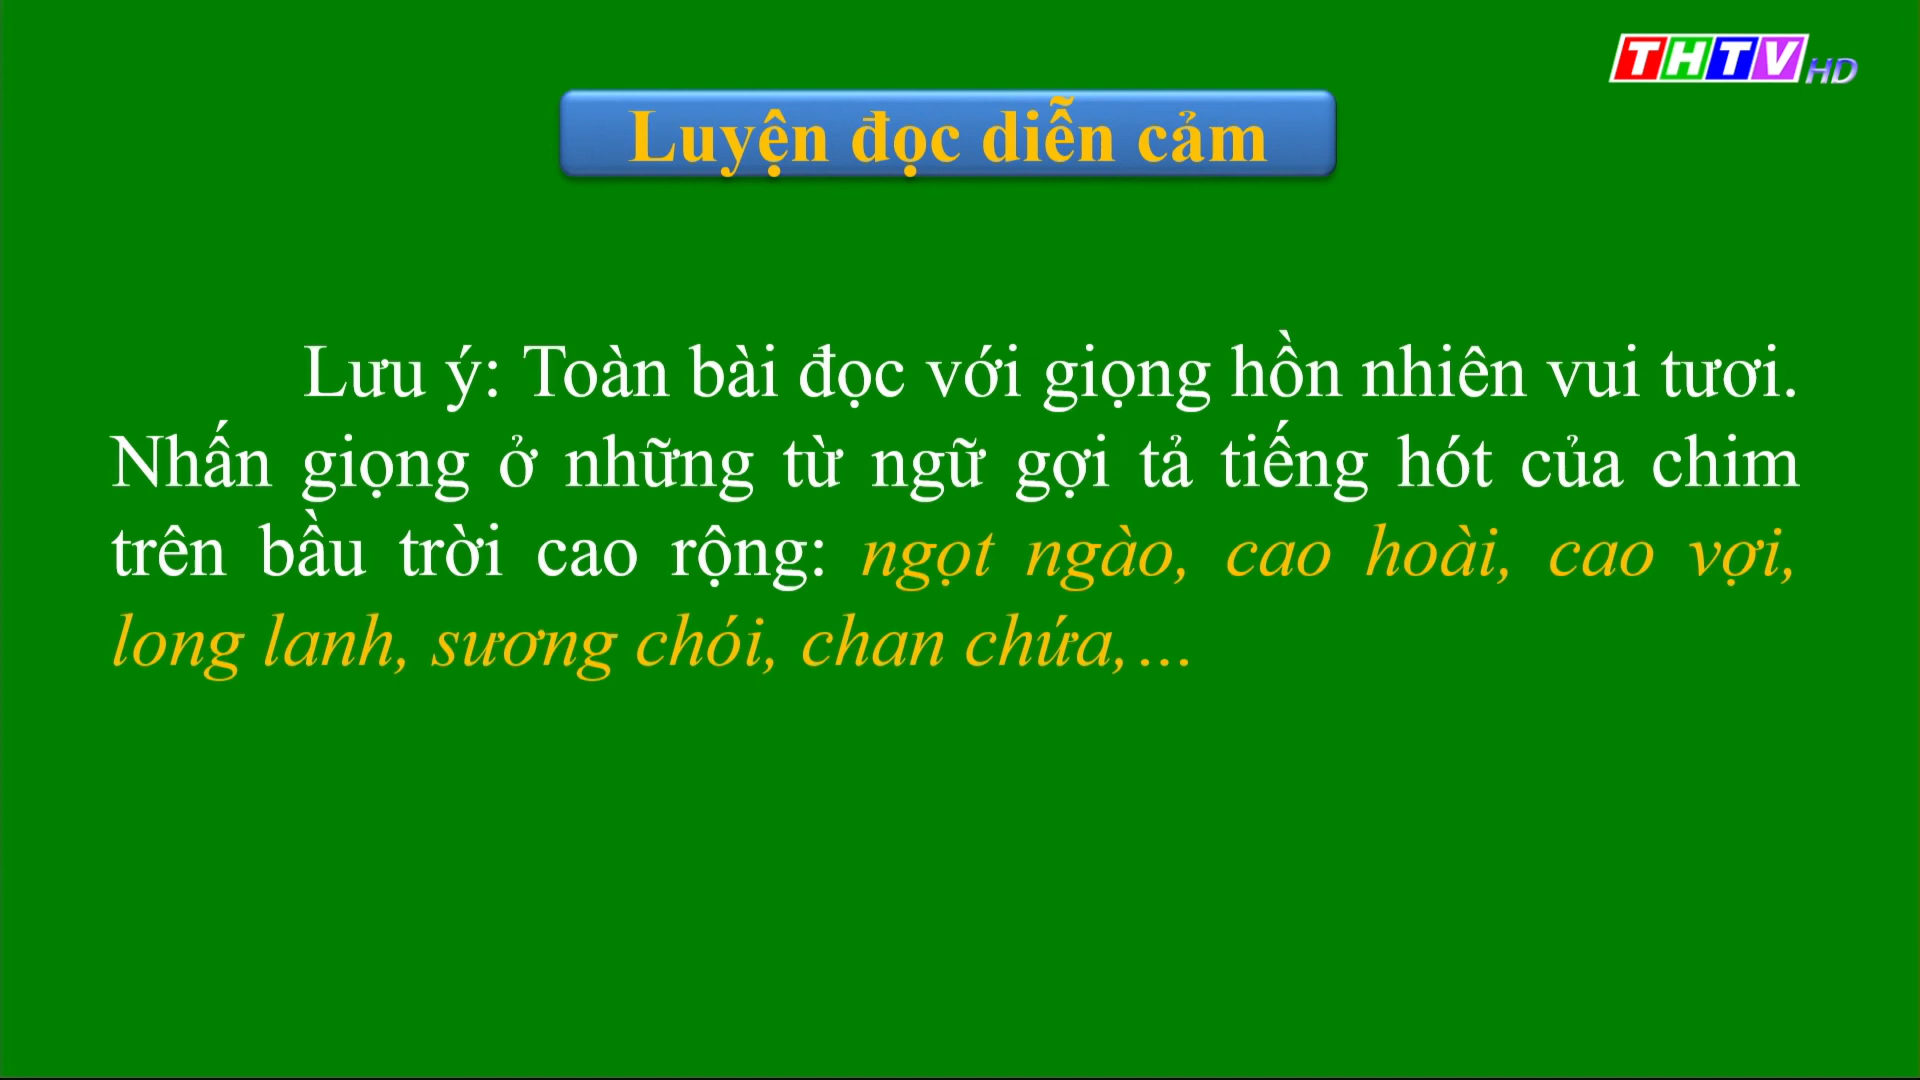 THTV HD
Luyện đọc diễn cảm
Lưu ý: Toàn bài đọc với giọng hồn nhiên vui tươi.
Nhấn giọng ở những từ ngữ gợi tả tiếng hót của chim
trên bầu trời cao rộng: ngọt ngào, cao hoài, cao vợi,
long lanh, sương chói, chan chứa,...